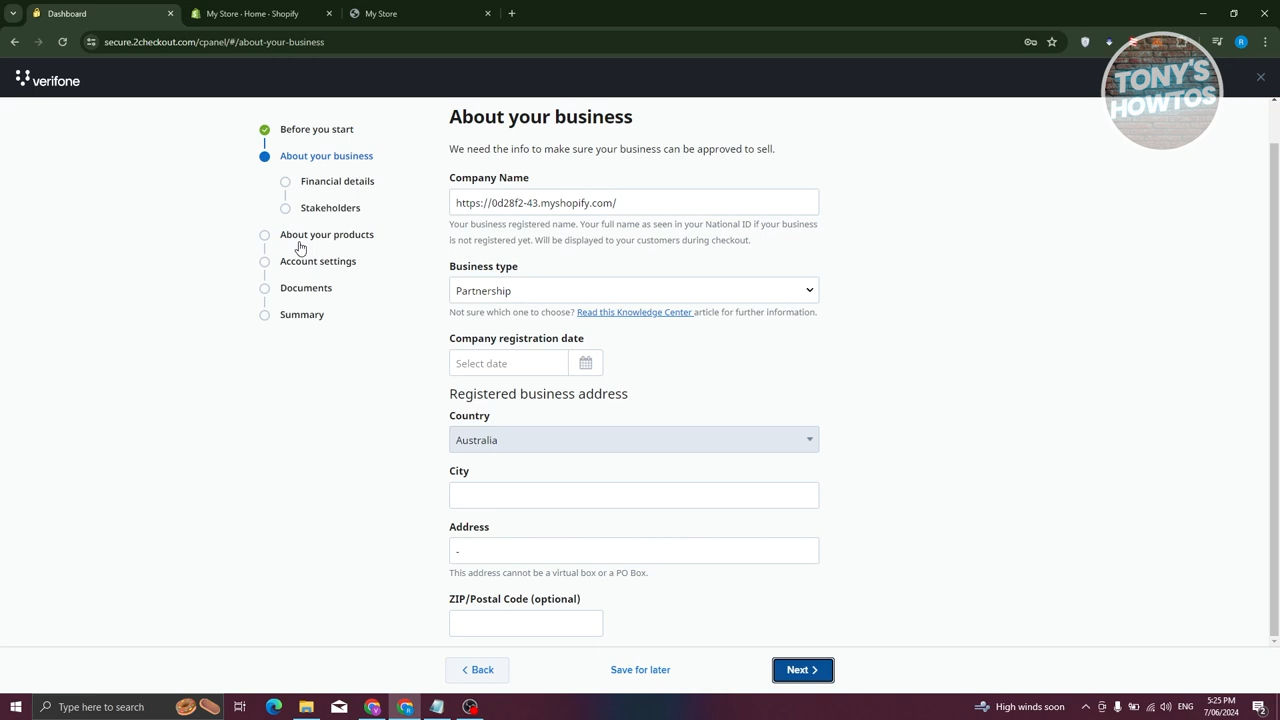 Dashboard
My Store - Home - Shopify
My Store
secure.2checkout.com/cpanel/#/about-your-business
R
verifone
TONY'S
HOWTOS
Before you start
About your business
Financial details
Stakeholders
About your products
Account settings
Documents
Summary
About your business
We need the info to make sure your business can be approved to sell.
Company Name
https://0d28f2-43.myshopify.com/
Your business registered name. Your full name as seen in your National ID if your business
is not registered yet. Will be displayed to your customers during checkout.
Business type
Partnership
Not sure which one to choose? Read this Knowledge Center article for further information.
Company registration date
Select date
Registered business address
Country
Australia
City
Address
-
This address cannot be a virtual box or a PO Box.
ZIP/Postal Code (optional)
Back
Save for later
Next
Type here to search
High winds soon
5:25 PM
7/06/2024
2